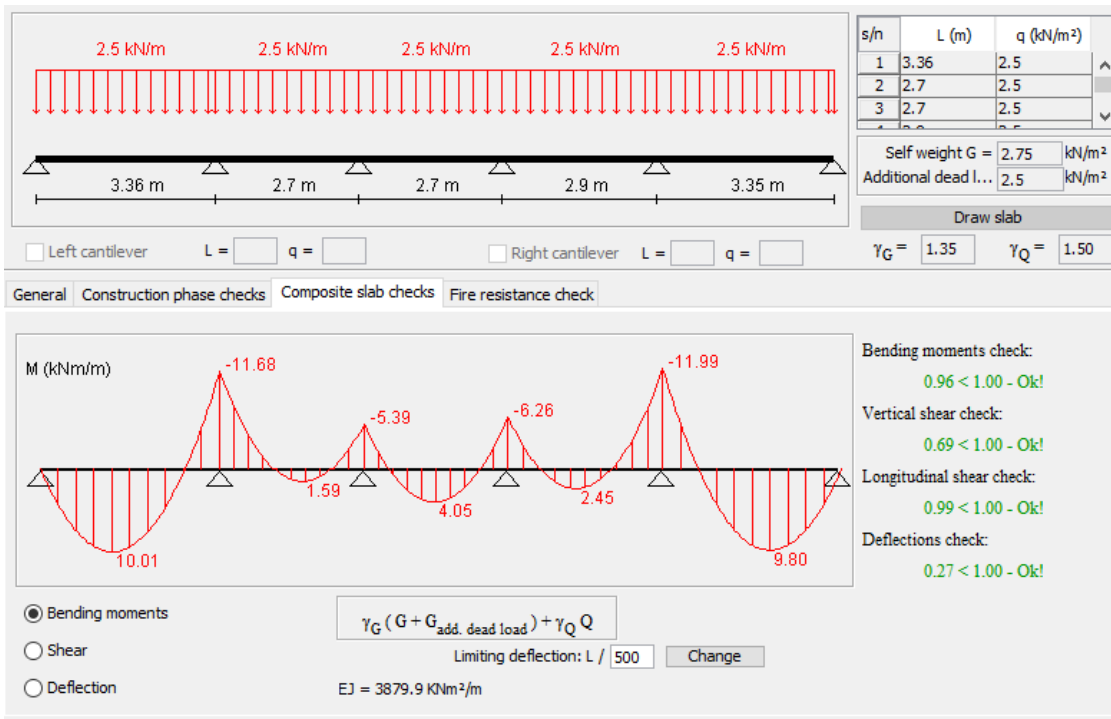 2.5 kN/m 2.5 kN/m 2.5 kN/m 2.5 kN/m 2.5 kN/m
3.36 m 2.7 m 2.7 m 2.9 m 3.35 m
Left cantilever L = q = Right cantilever L = q =
s/n L (m) q (kN/m²)
1 3.36 2.5
2 2.7 2.5
3 2.7 2.5
Self weight G = 2.75 kN/m²
Additional dead l... 2.5 kN/m²
Draw slab
γG = 1.35 γQ = 1.50
General Construction phase checks Composite slab checks Fire resistance check
M (kNm/m)
-11.68 -5.39 -6.26 -11.99
10.01 1.59 4.05 2.45 9.80
Bending moments check:
0.96 < 1.00 - Ok!
Vertical shear check:
0.69 < 1.00 - Ok!
Longitudinal shear check:
0.99 < 1.00 - Ok!
Deflections check:
0.27 < 1.00 - Ok!
Bending moments
Shear
Deflection
γG ( G + Gadd. dead load ) + γQ Q
Limiting deflection: L / 500 Change
EJ = 3879.9 KNm²/m